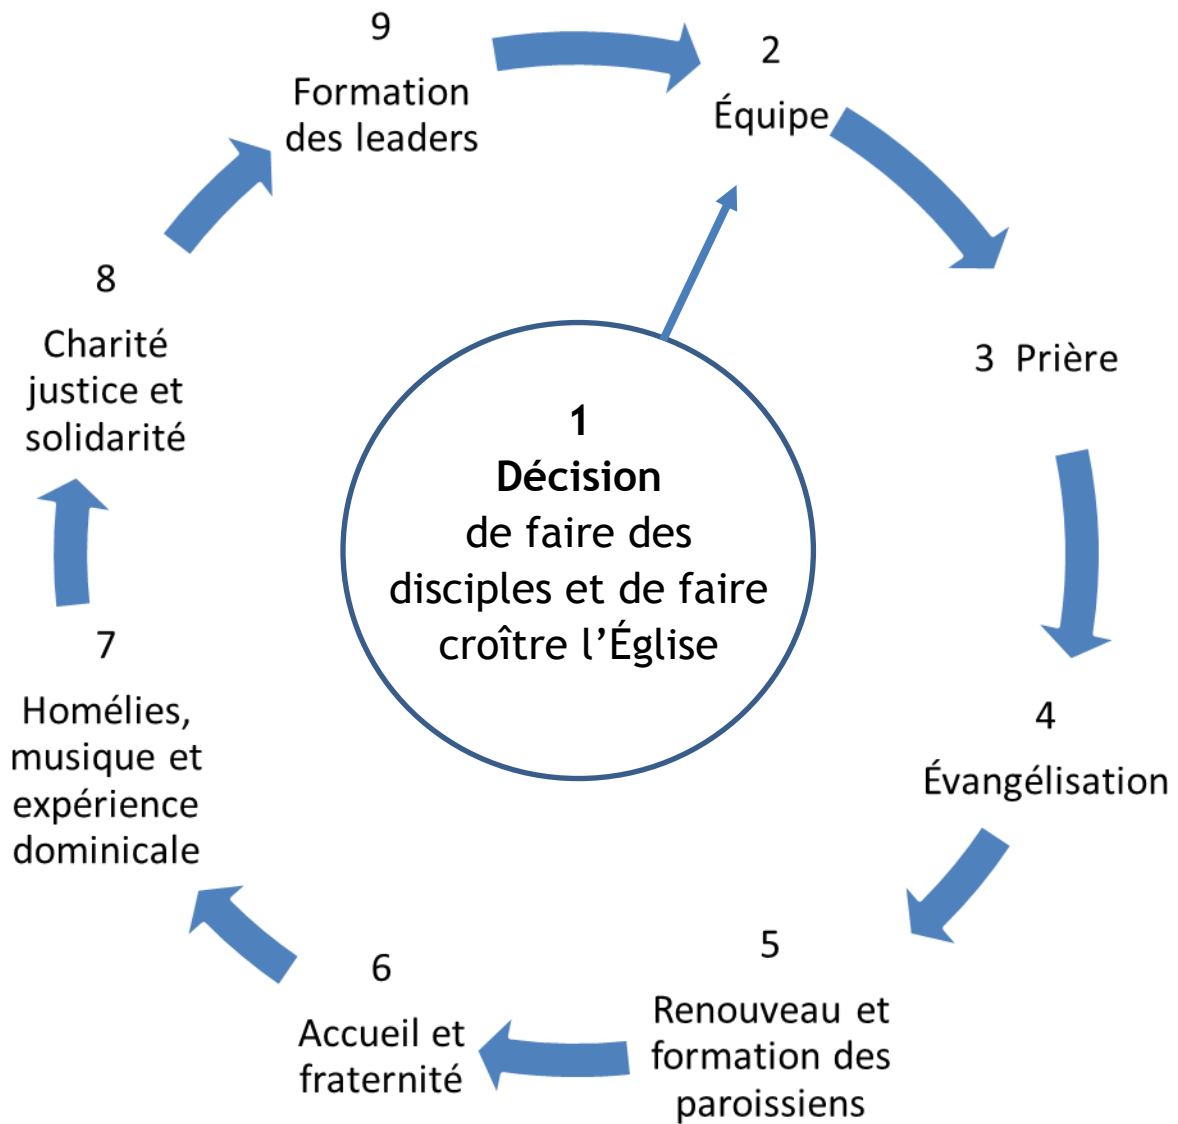 1
Décision
de faire des
disciples et de faire
croître l’Église
2
Équipe
3 Prière
4
Évangélisation
5
Renouveau et
formation des
paroissiens
6
Accueil et
fraternité
7
Homélies,
musique et
expérience
dominicale
8
Charité
justice et
solidarité
9
Formation
des leaders